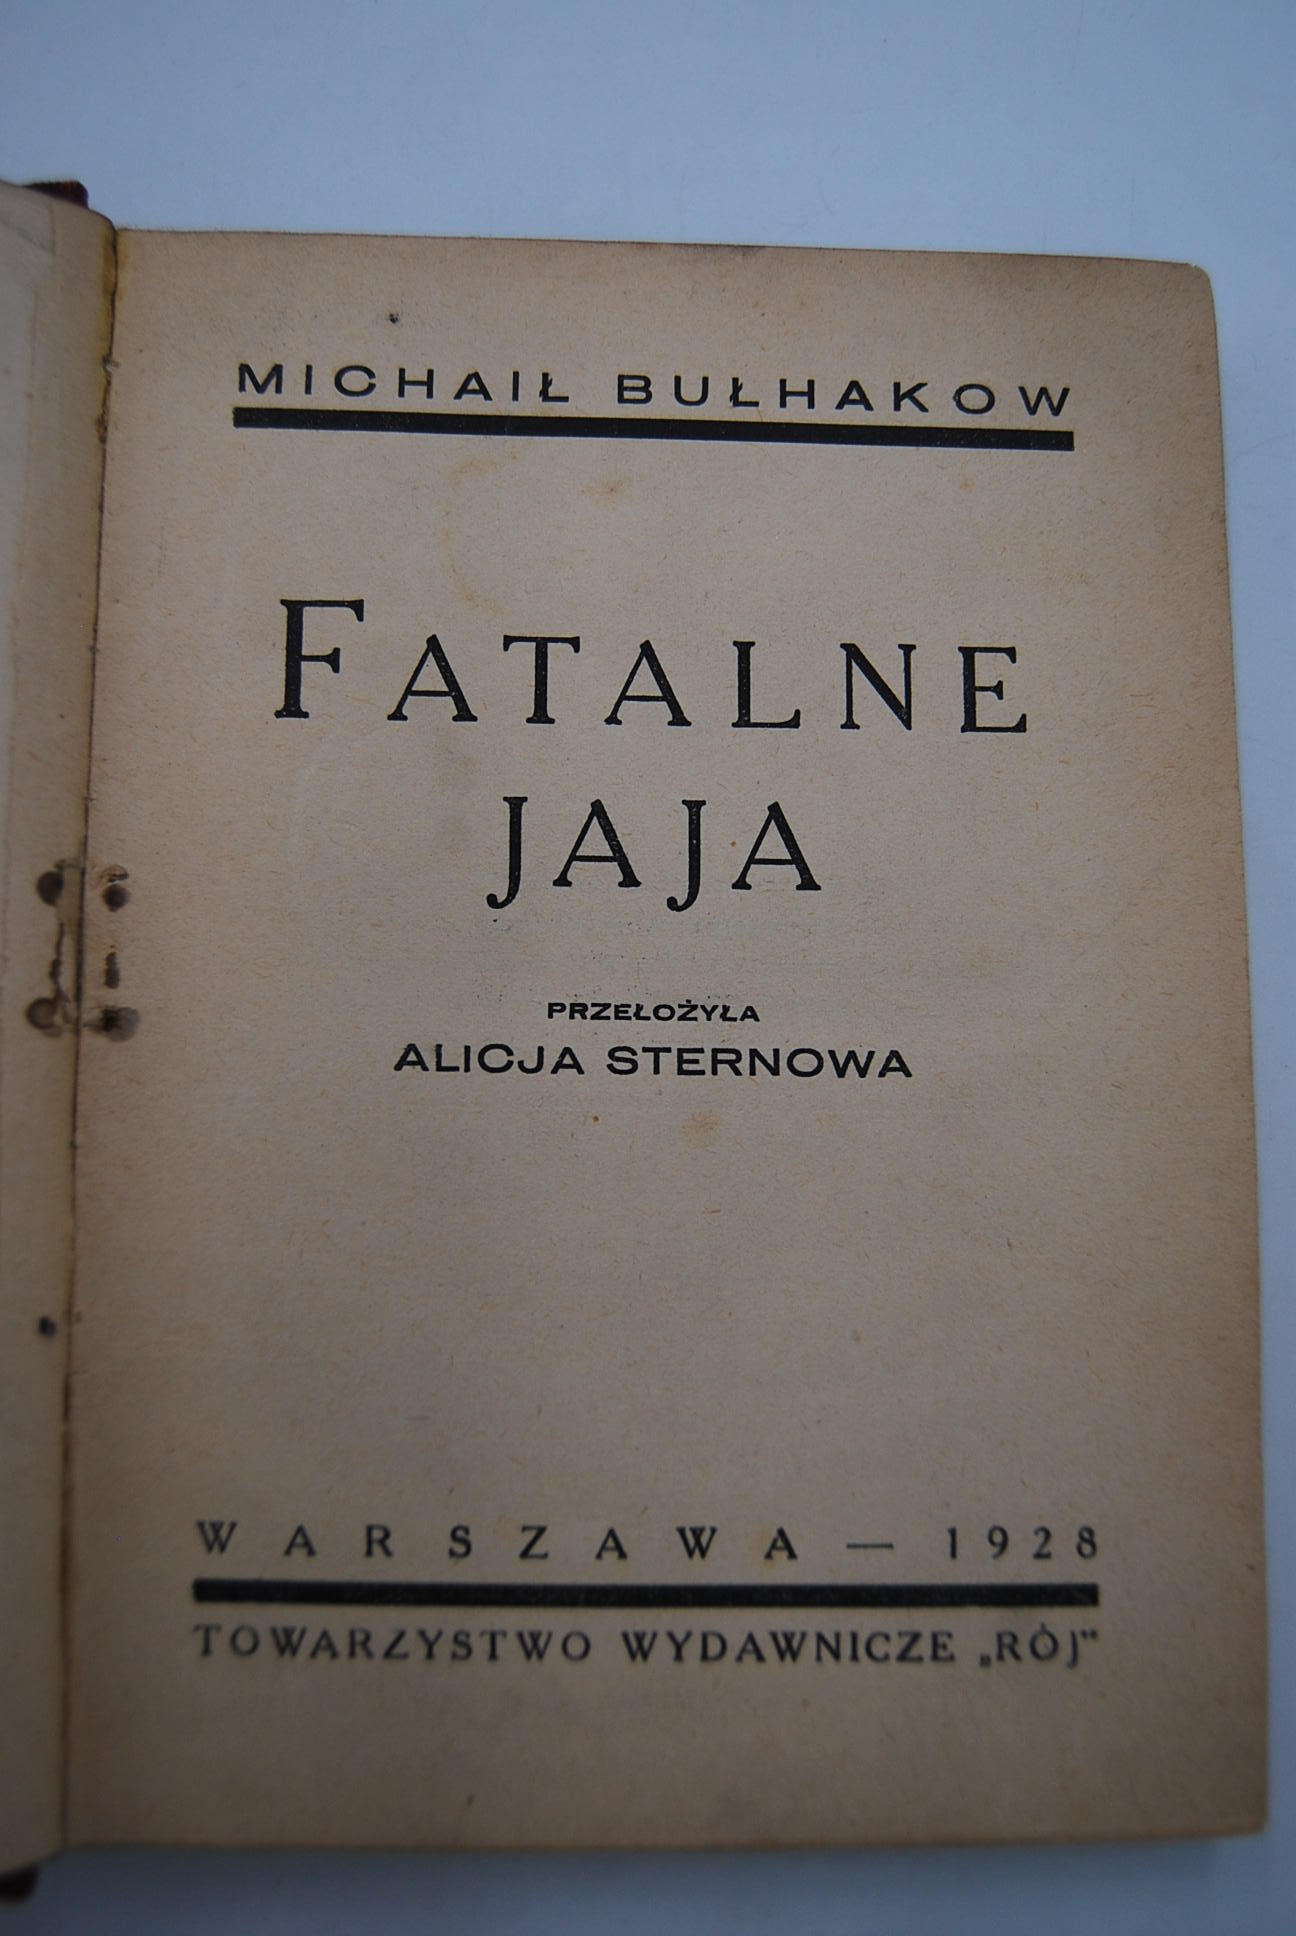 MICHAIŁ BUŁHAKOW
FATALNE
JAJA
PRZEŁOŻYŁA
ALICJA STERNOWA
WARSZAWA — 1928
TOWARZYSTWO WYDAWNICZE „RÓJ”